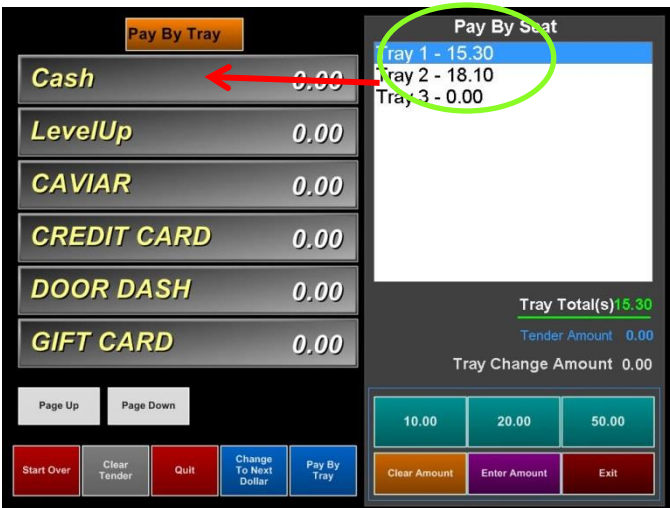 Pay By Tray
Cash 0.00
LevelUp 0.00
CAVIAR 0.00
CREDIT CARD 0.00
DOOR DASH 0.00
GIFT CARD 0.00
Page Up
Page Down
Start Over
Clear
Tender
Quit
Change
To Next
Dollar
Pay By
Tray
Pay By Seat
Tray 1 - 15.30
Tray 2 - 18.10
Tray 3 - 0.00
Tray Total(s)15.30
Tender Amount 0.00
Tray Change Amount 0.00
10.00
20.00
50.00
Clear Amount
Enter Amount
Exit